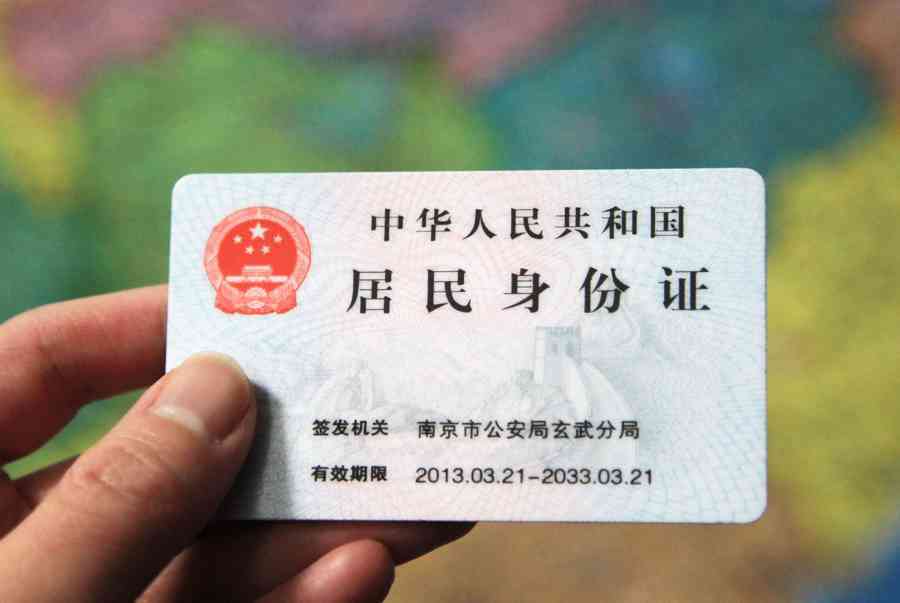 中华人民共和国
居民身份证
签发机关 南京市公安局玄武分局
有效期限 2013.03.21-2033.03.21